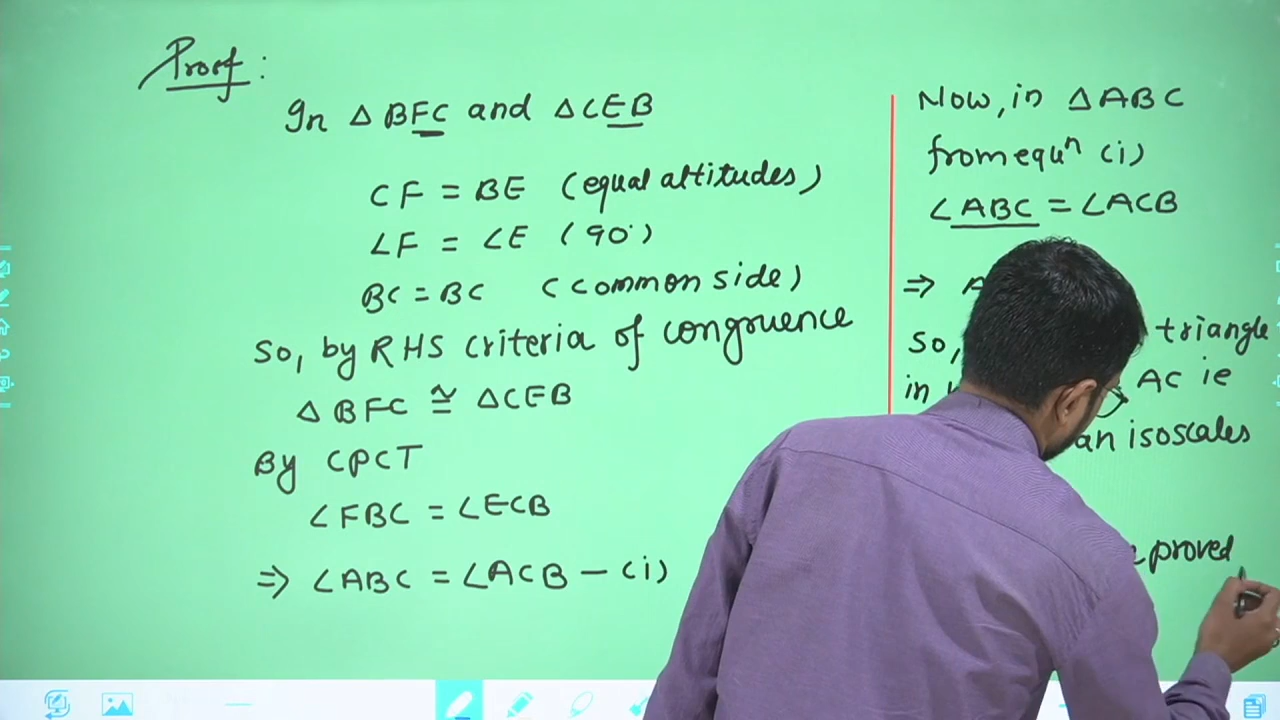 Proof :
In △ BFC and △CEB
CF = BE (equal altitudes)
∠F = ∠E (90°)
BC = BC (common side)
So, by RHS criteria of congruence
△ BFC ≅ △CEB
By CPCT
∠FBC = ∠ECB
⇒ ∠ABC = ∠ACB – (i)
Now, in △ABC
from equⁿ (i)
∠ABC = ∠ACB
⇒
So, triangle
in AC ie
an isoscales
proved